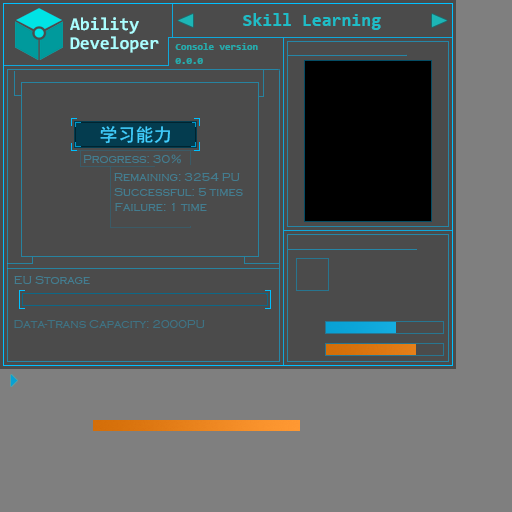 Ability
Developer
Skill Learning
Console version
0.0.0
学习能力
Progress: 30%
Remaining: 3254 PU
Successful: 5 times
Failure: 1 time
EU Storage
Data-Trans Capacity: 2000PU